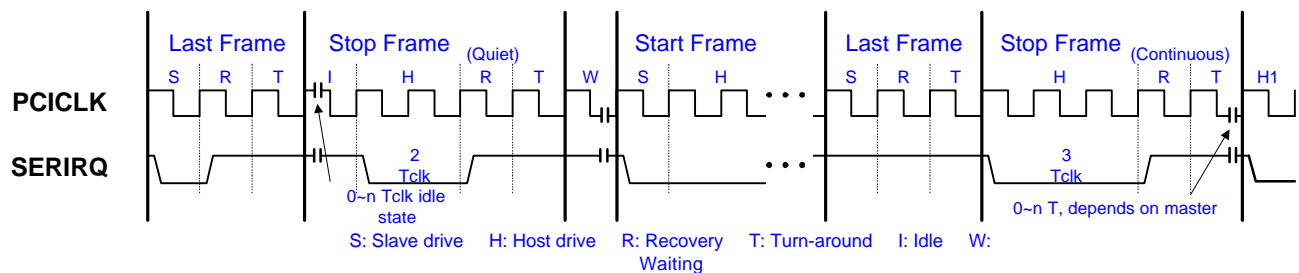 Last Frame Stop Frame Start Frame Last Frame Stop Frame
(Quiet) (Continuous)
S R T I H R T W S H S R T H R T H1
PCICLK
SERIRQ
2 3
Tclk Tclk
0~n Tclk idle
state
0~n T, depends on master
S: Slave drive H: Host drive R: Recovery T: Turn-around I: Idle W:
Waiting